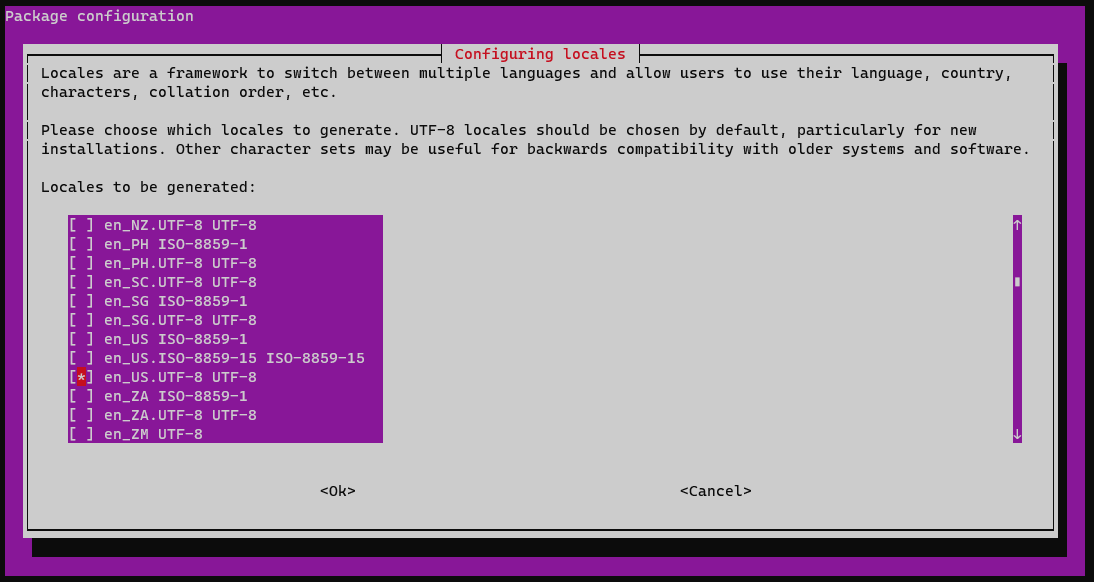 Package configuration
Configuring locales
Locales are a framework to switch between multiple languages and allow users to use their language, country,
characters, collation order, etc.
Please choose which locales to generate. UTF-8 locales should be chosen by default, particularly for new
installations. Other character sets may be useful for backwards compatibility with older systems and software.
Locales to be generated:
[ ] en_NZ.UTF-8 UTF-8
[ ] en_PH ISO-8859-1
[ ] en_PH.UTF-8 UTF-8
[ ] en_SC.UTF-8 UTF-8
[ ] en_SG ISO-8859-1
[ ] en_SG.UTF-8 UTF-8
[ ] en_US ISO-8859-1
[ ] en_US.ISO-8859-15 ISO-8859-15
[*] en_US.UTF-8 UTF-8
[ ] en_ZA ISO-8859-1
[ ] en_ZA.UTF-8 UTF-8
[ ] en_ZM UTF-8
<Ok> <Cancel>